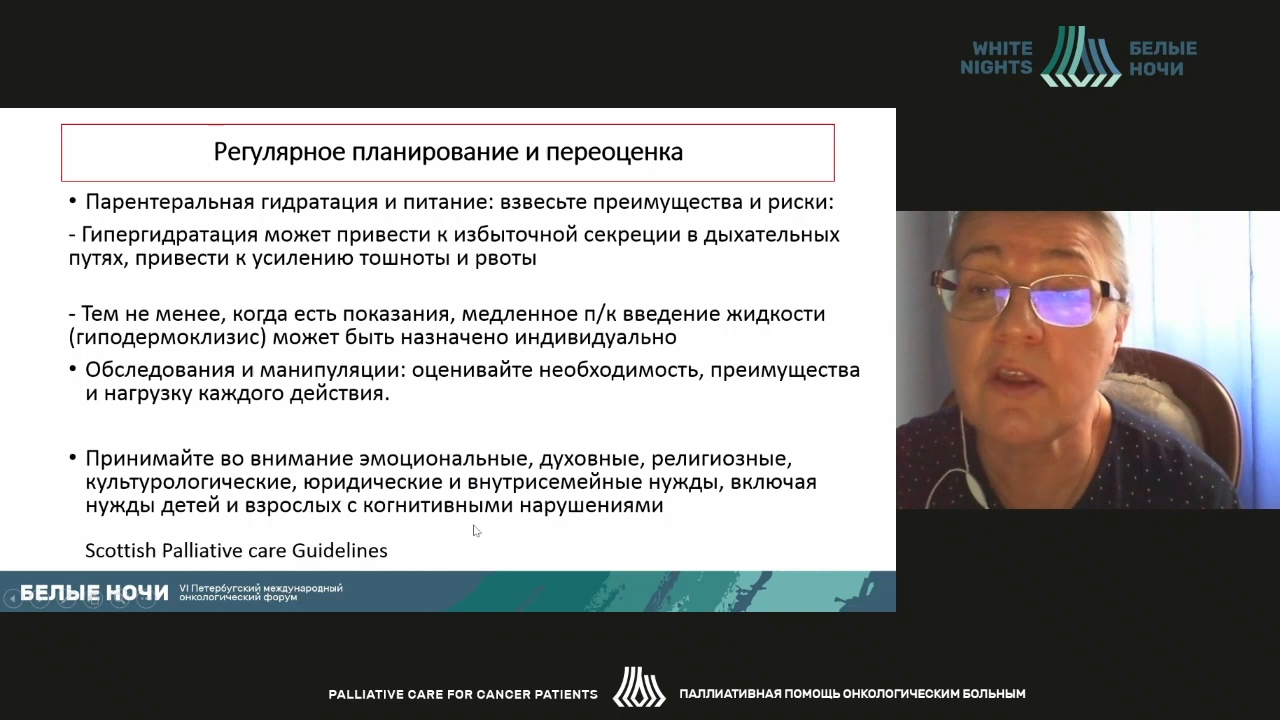 WHITE
NIGHTS
БЕЛЫЕ
НОЧИ
Регулярное планирование и переоценка
• Парентеральная гидратация и питание: взвесьте преимущества и риски:
- Гипергидратация может привести к избыточной секреции в дыхательных
путях, привести к усилению тошноты и рвоты
- Тем не менее, когда есть показания, медленное п/к введение жидкости
(гиподермоклизис) может быть назначено индивидуально
• Обследования и манипуляции: оценивайте необходимость, преимущества
и нагрузку каждого действия.
• Принимайте во внимание эмоциональные, духовные, религиозные,
культурологические, юридические и внутрисемейные нужды, включая
нужды детей и взрослых с когнитивными нарушениями
Scottish Palliative care Guidelines
БЕЛЫЕ НОЧИ
VI Петербугский международный
онкологический форум
PALLIATIVE CARE FOR CANCER PATIENTS
ПАЛЛИАТИВНАЯ ПОМОЩЬ ОНКОЛОГИЧЕСКИМ БОЛЬНЫМ